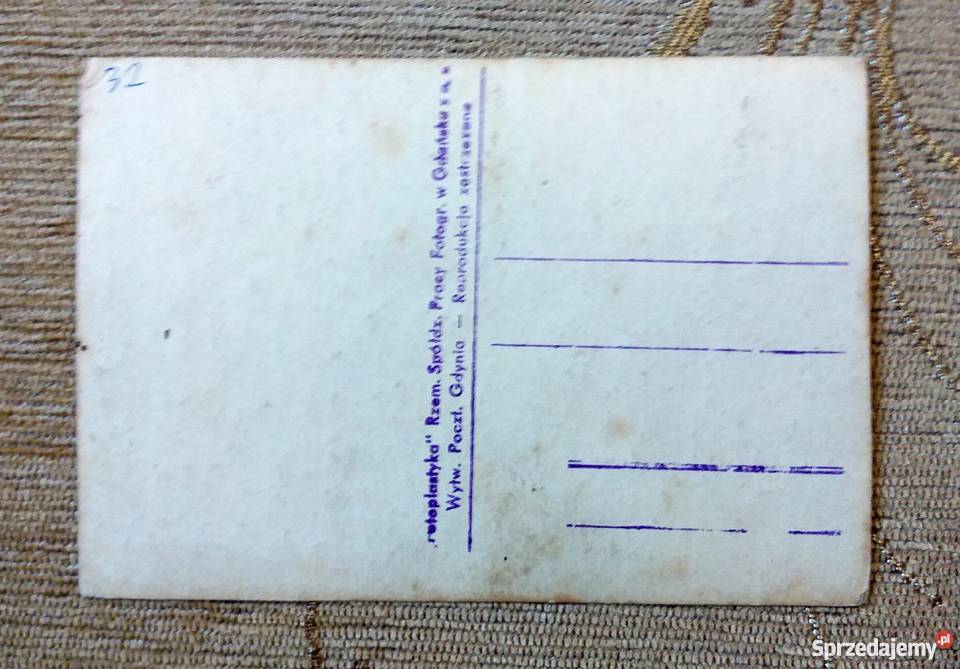 32
„Fotoplastyka" Rzem. Spółdz. Pracy Fotogr. w Gdańsku z o. o.
Wytw. Poczt. Gdynia — Reprodukcja zastrzeżona
Sprzedajemy.pl